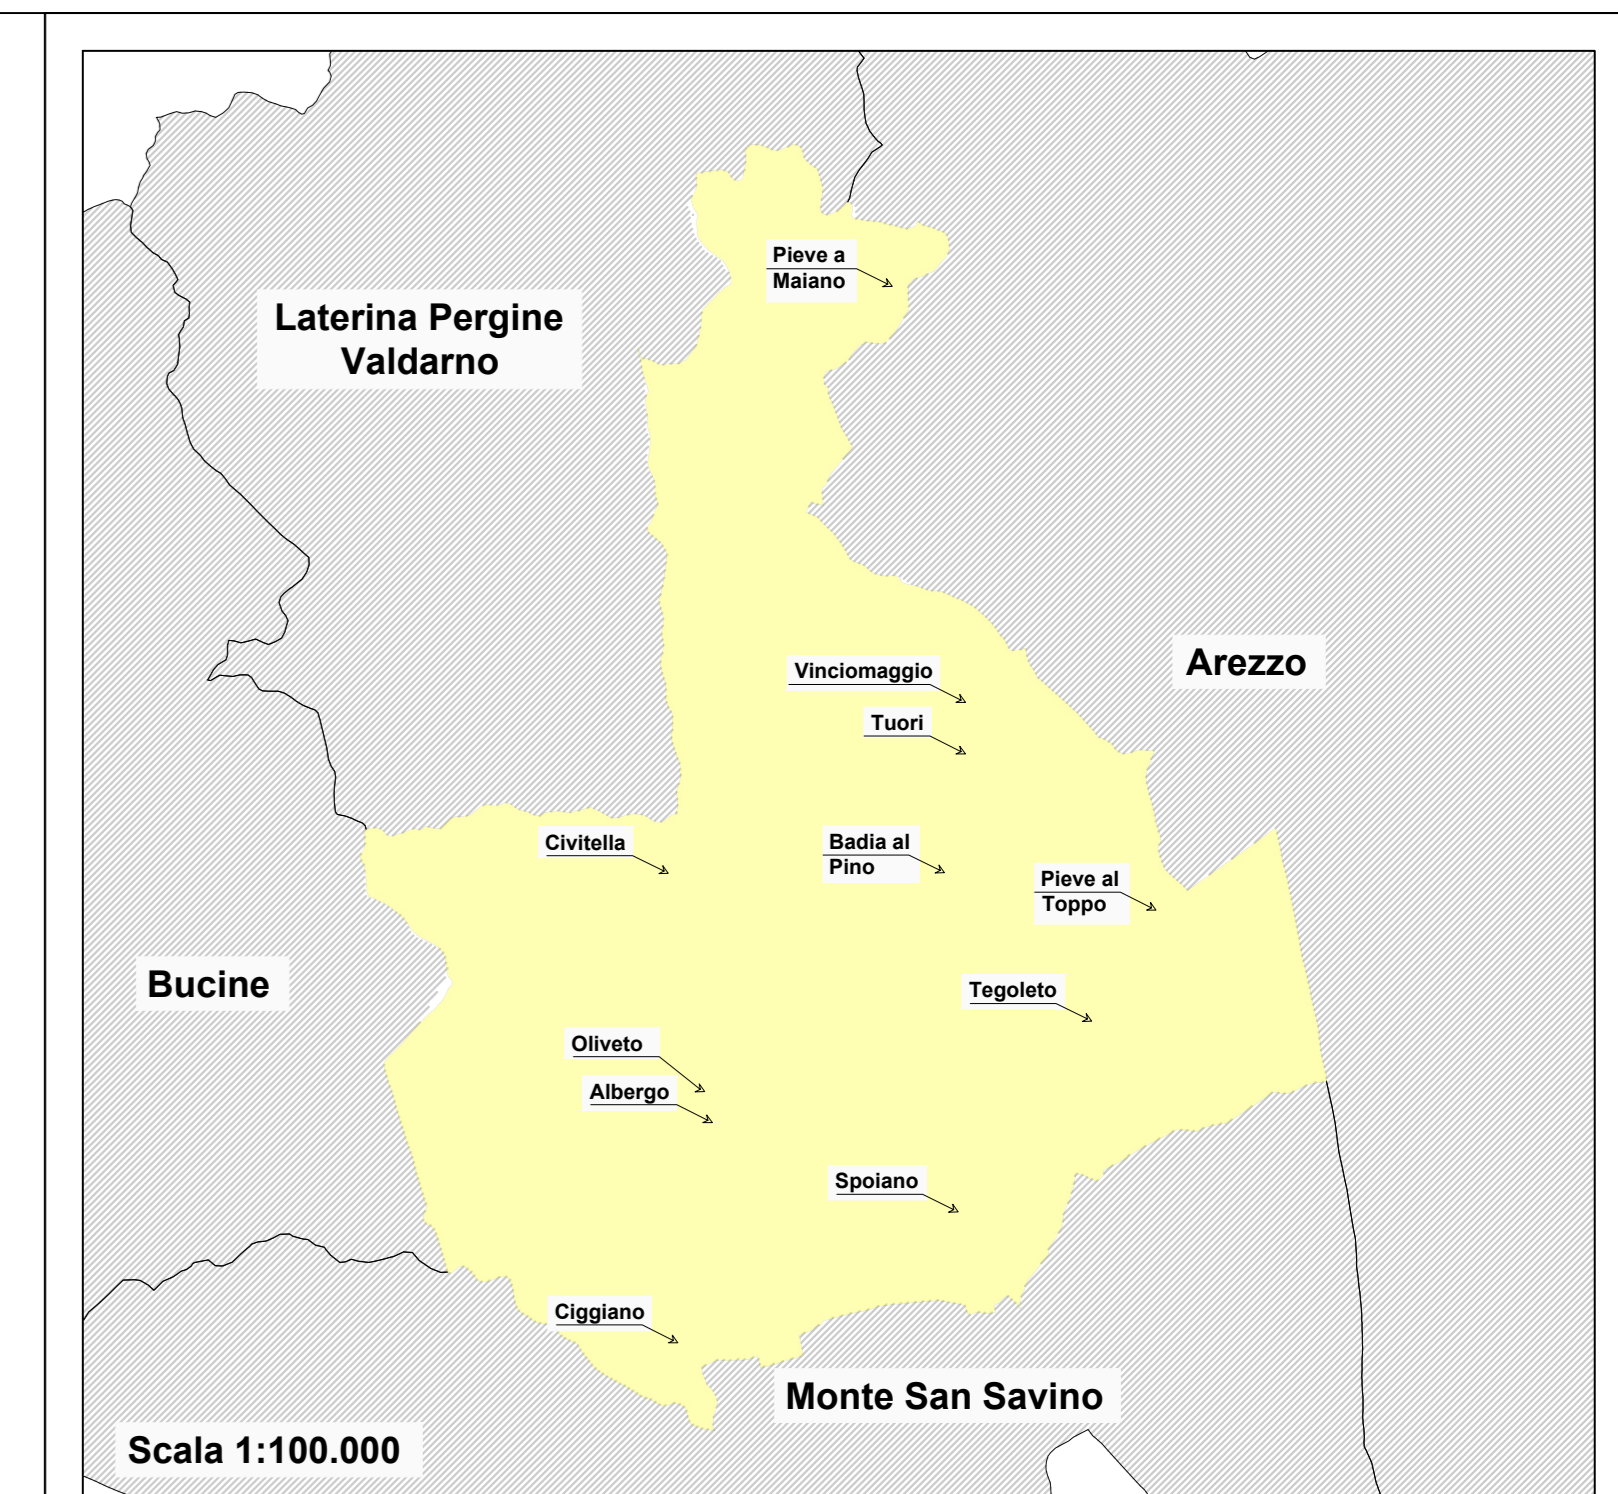 Pieve a
Maiano
Laterina Pergine
Valdarno
Vinciomaggio
Arezzo
Tuori
Civitella
Badia al
Pino
Pieve al
Toppo
Bucine
Tegoleto
Oliveto
Albergo
Spoiano
Ciggiano
Monte San Savino
Scala 1:100.000